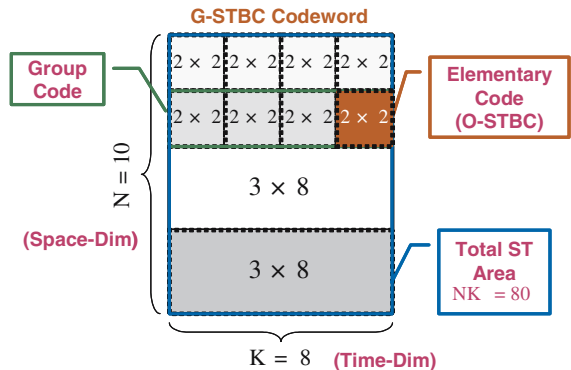 G-STBC Codeword
2 × 2 2 × 2 2 × 2 2 × 2
Group
Code
2 × 2 2 × 2 2 × 2 2 × 2
Elementary
Code
(O-STBC)
N = 10
(Space-Dim)
3 × 8
3 × 8
Total ST
Area
NK = 80
K = 8 (Time-Dim)